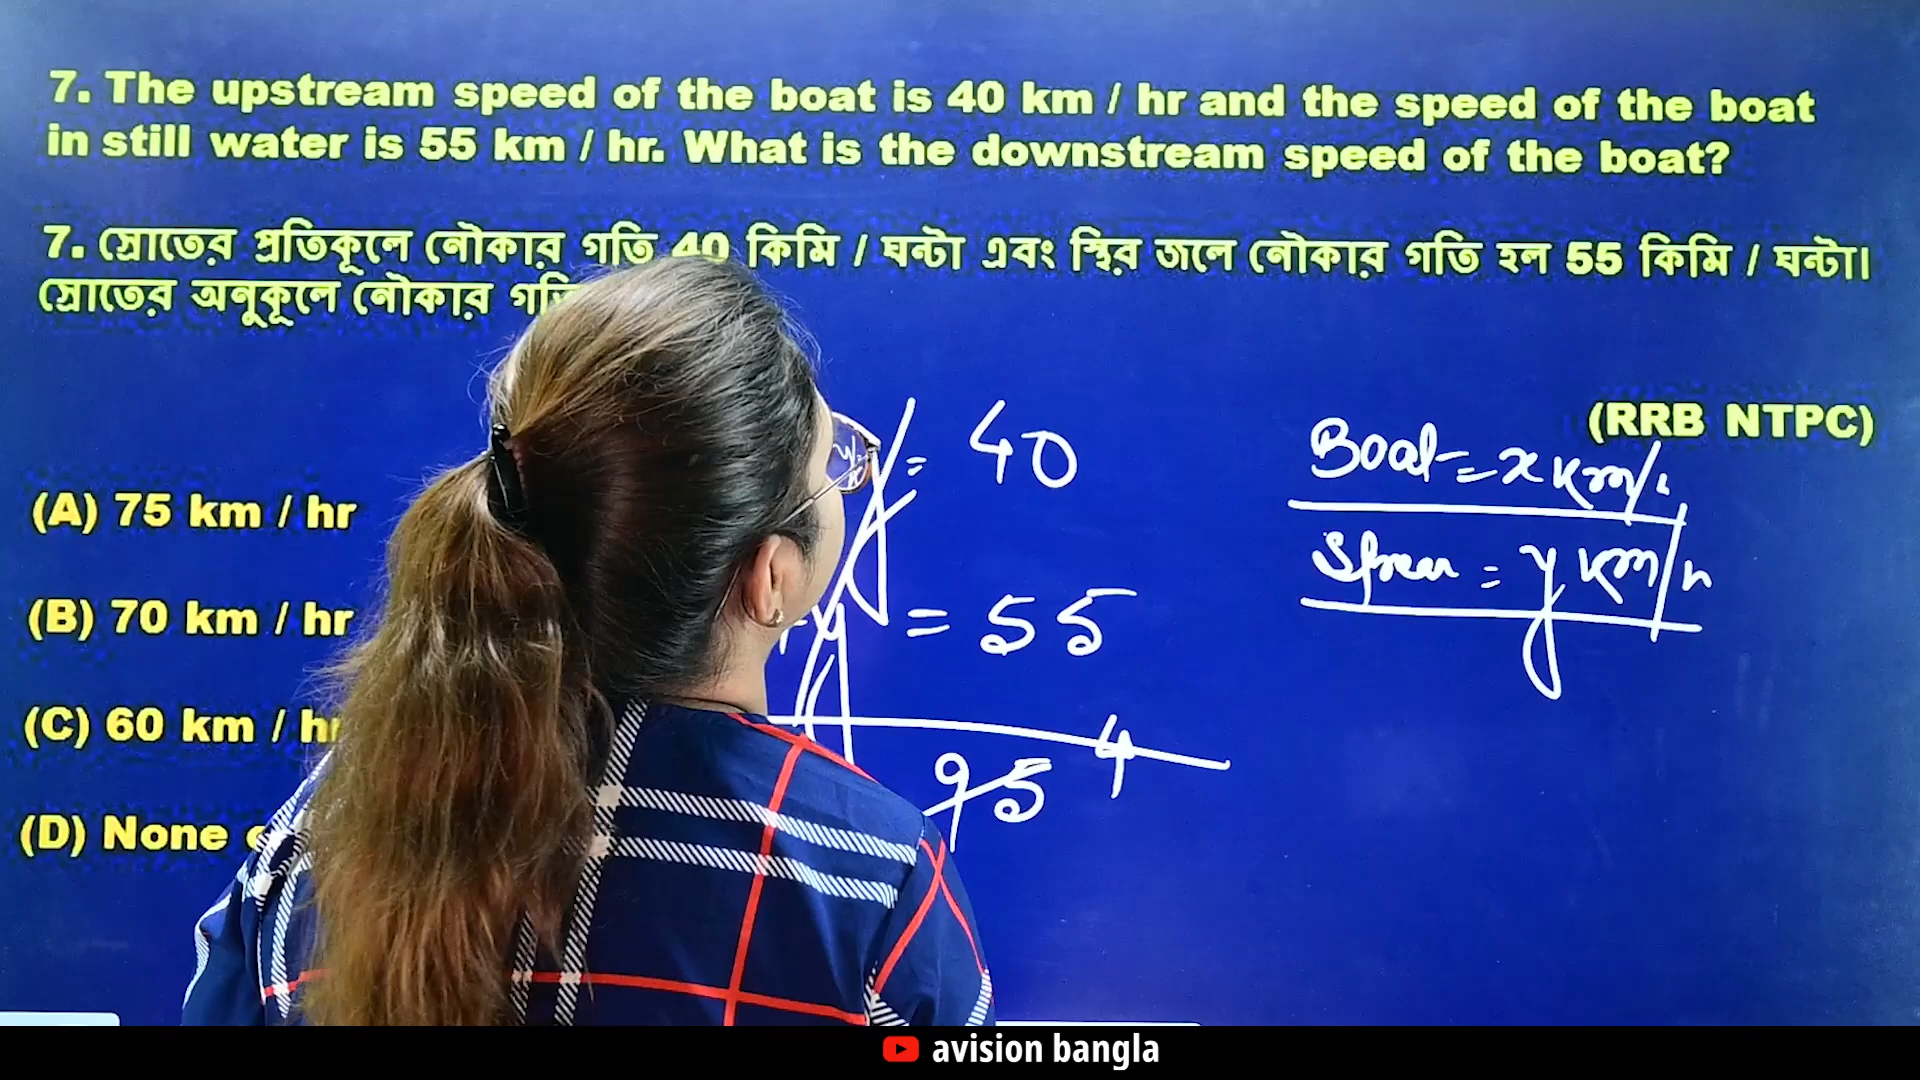 7. The upstream speed of the boat is 40 km / hr and the speed of the boat
in still water is 55 km / hr. What is the downstream speed of the boat?
7. স্রোতের প্রতিকূলে নৌকার গতি 40 কিমি / ঘন্টা এবং স্থির জলে নৌকার গতি হল 55 কিমি / ঘন্টা।
স্রোতের অনুকূলে নৌকার গতি
(RRB NTPC)
(A) 75 km / hr
(B) 70 km / hr
(C) 60 km / hr
(D) None
y = 40
+y = 55
95
4
Boat = x km/
= y km/h
avision bangla